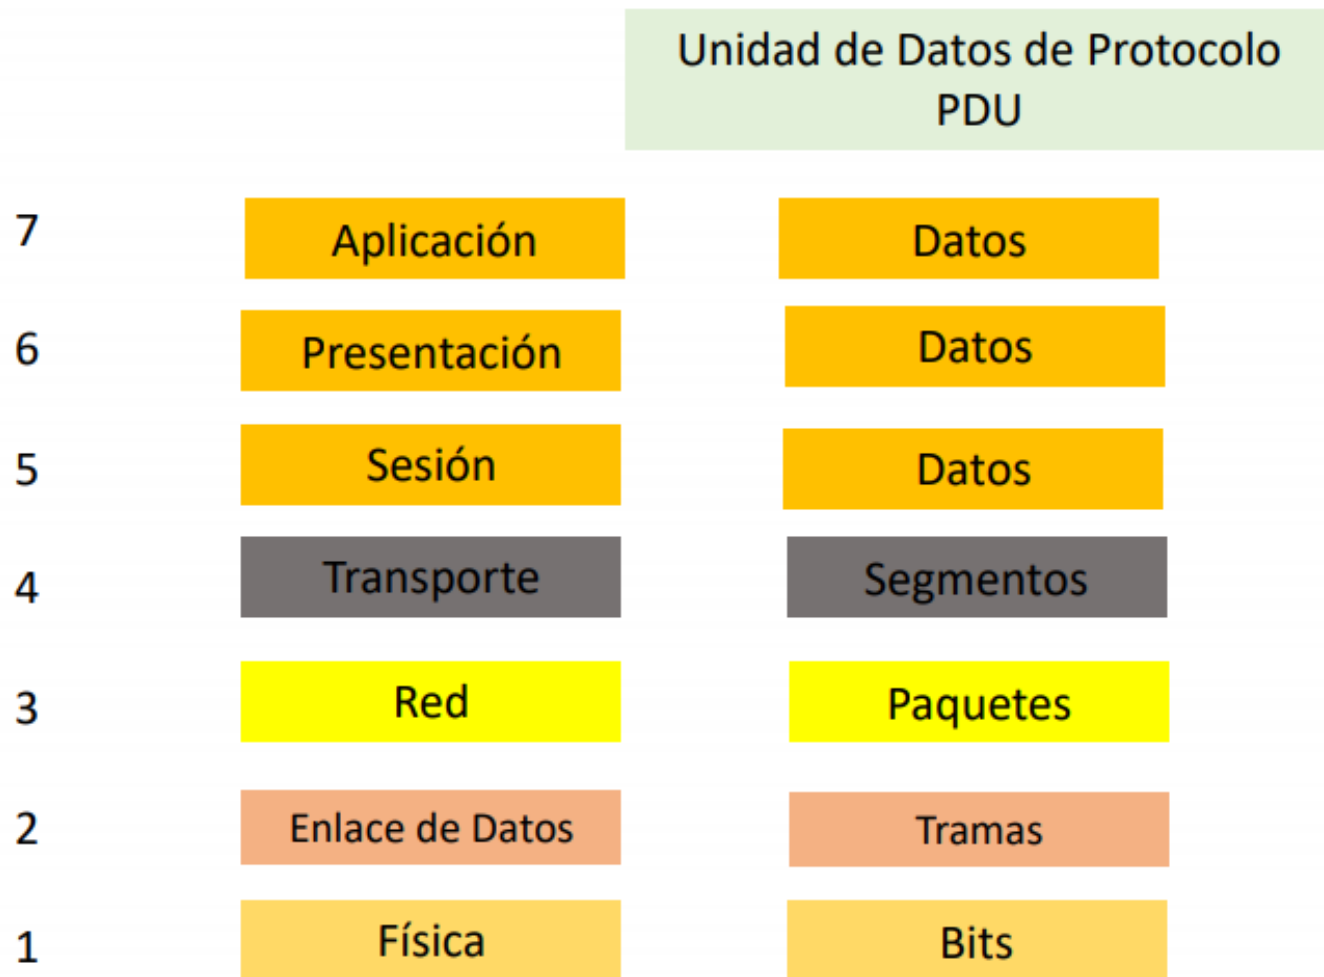 Unidad de Datos de Protocolo
PDU
7 Aplicación Datos
6 Presentación Datos
5 Sesión Datos
4 Transporte Segmentos
3 Red Paquetes
2 Enlace de Datos Tramas
1 Física Bits